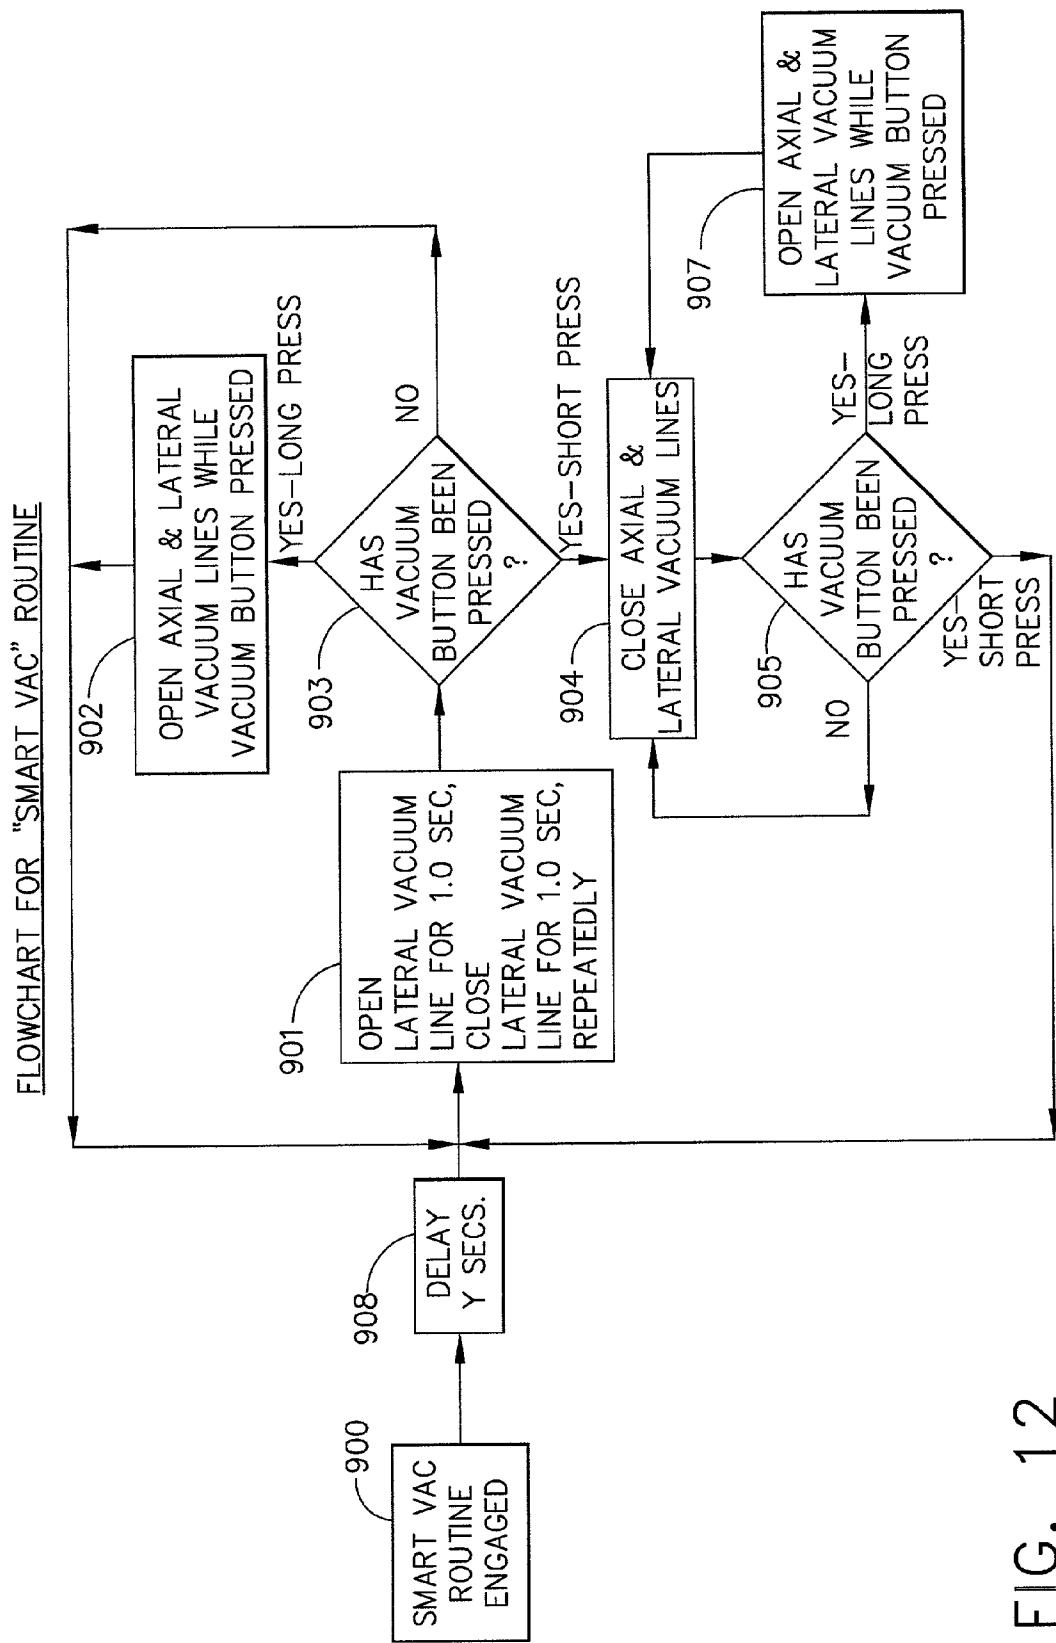 FLOWCHART FOR "SMART VAC" ROUTINE
900
SMART VAC
ROUTINE
ENGAGED
908
DELAY
Y SECS.
901
OPEN
LATERAL VACUUM
LINE FOR 1.0 SEC,
CLOSE
LATERAL VACUUM
LINE FOR 1.0 SEC,
REPEATEDLY
902
OPEN AXIAL & LATERAL
VACUUM LINES WHILE
VACUUM BUTTON PRESSED
YES-LONG PRESS
903
HAS
VACUUM
BUTTON BEEN
PRESSED
?
NO
YES-SHORT PRESS
904
CLOSE AXIAL &
LATERAL VACUUM LINES
905
HAS
VACUUM
BUTTON BEEN
PRESSED
?
NO
YES-
SHORT
PRESS
YES-
LONG
PRESS
907
OPEN AXIAL &
LATERAL VACUUM
LINES WHILE
VACUUM BUTTON
PRESSED
FIG. 12